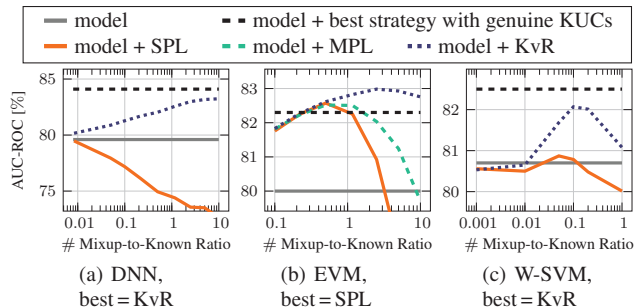 model
model + best strategy with genuine KUCs
model + SPL
model + MPL
model + KvR
AUC-ROC [%]
85
80
75
0.01
0.1
1
10
# Mixup-to-Known Ratio
(a) DNN,
best = KvR
82
81
80
0.1
1
10
# Mixup-to-Known Ratio
(b) EVM,
best = SPL
82
81
80
0.001
0.01
0.1
1
# Mixup-to-Known Ratio
(c) W-SVM,
best = KvR